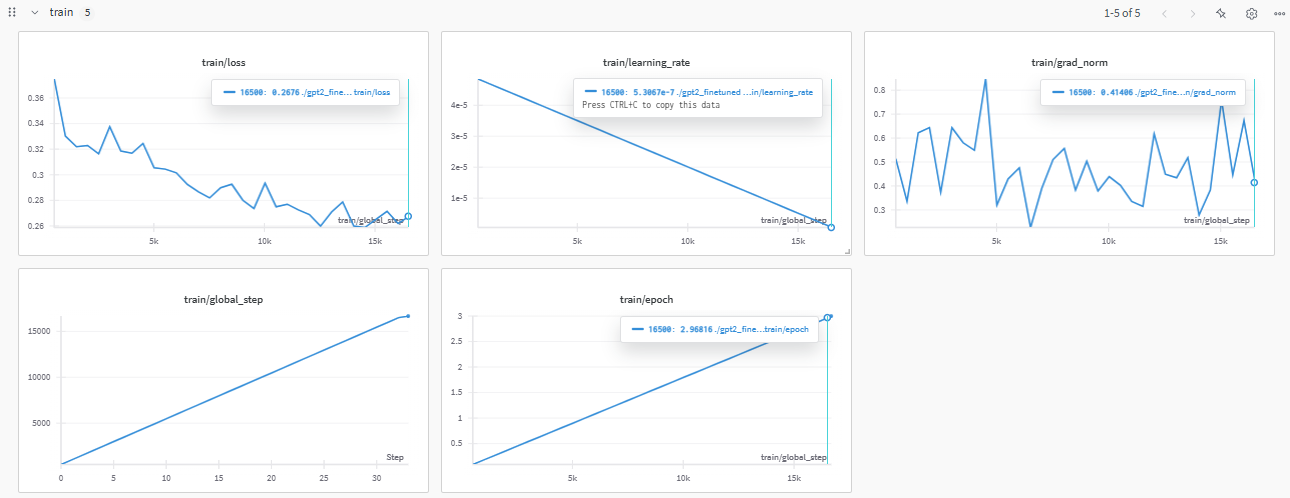 train 5
1-5 of 5
train/loss
16500: 0.2676 ./gpt2_fine... train/loss
0.36
0.34
0.32
0.3
0.28
0.26
train/global_step
5k
10k
15k
train/learning_rate
16500: 5.3067e-7 ./gpt2_finetuned ...in/learning_rate
Press CTRL+C to copy this data
4e-5
3e-5
2e-5
1e-5
train/global_step
5k
10k
15k
train/grad_norm
16500: 0.41406 ./gpt2_fine...n/grad_norm
0.8
0.7
0.6
0.5
0.4
0.3
train/global_step
5k
10k
15k
train/global_step
15000
10000
5000
Step
0
5
10
15
20
25
30
train/epoch
16500: 2.96816 ./gpt2_fine...train/epoch
3
2.5
2
1.5
1
0.5
train/global_step
5k
10k
15k